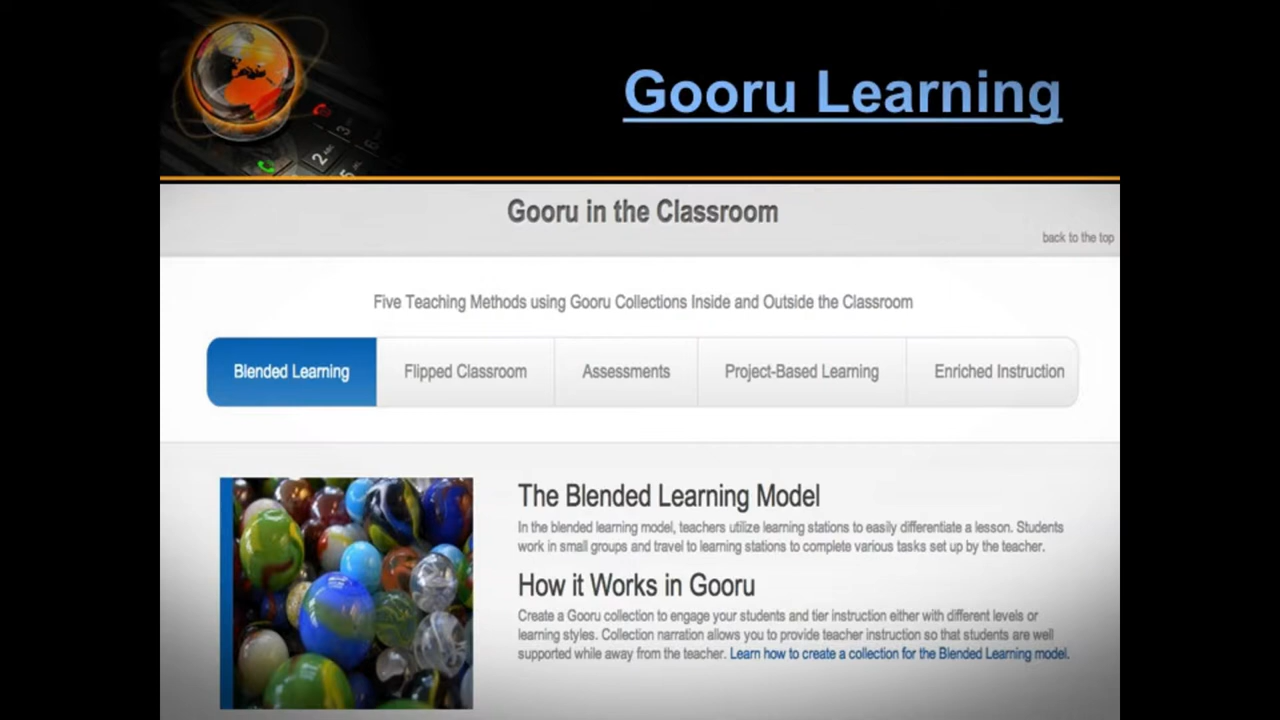 Gooru Learning
2 ABC
3
5 JKL
Gooru in the Classroom
back to the top
Five Teaching Methods using Gooru Collections Inside and Outside the Classroom
Blended Learning
Flipped Classroom
Assessments
Project-Based Learning
Enriched Instruction
The Blended Learning Model
In the blended learning model, teachers utilize learning stations to easily differentiate a lesson. Students
work in small groups and travel to learning stations to complete various tasks set up by the teacher.
How it Works in Gooru
Create a Gooru collection to engage your students and tier instruction either with different levels or
learning styles. Collection narration allows you to provide teacher instruction so that students are well
supported while away from the teacher. Learn how to create a collection for the Blended Learning model.